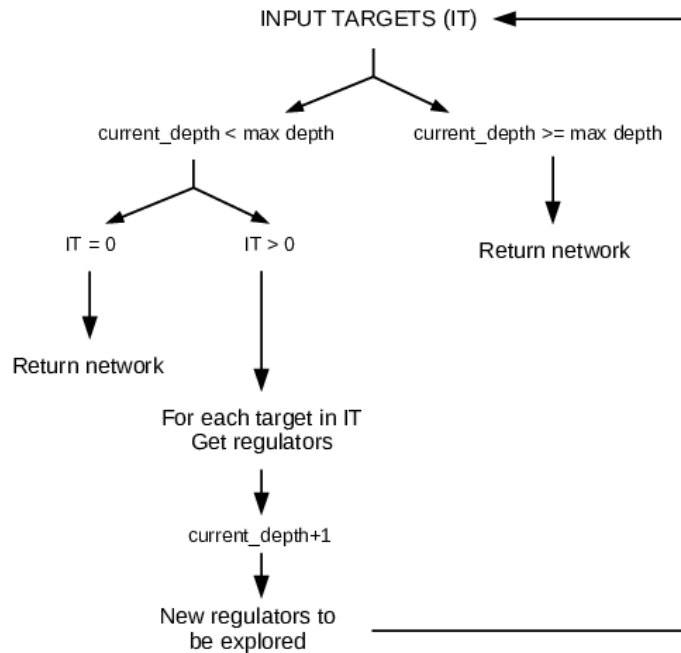 INPUT TARGETS (IT)
current_depth < max depth
current_depth >= max depth
IT = 0
IT > 0
Return network
Return network
For each target in IT
Get regulators
current_depth+1
New regulators to
be explored